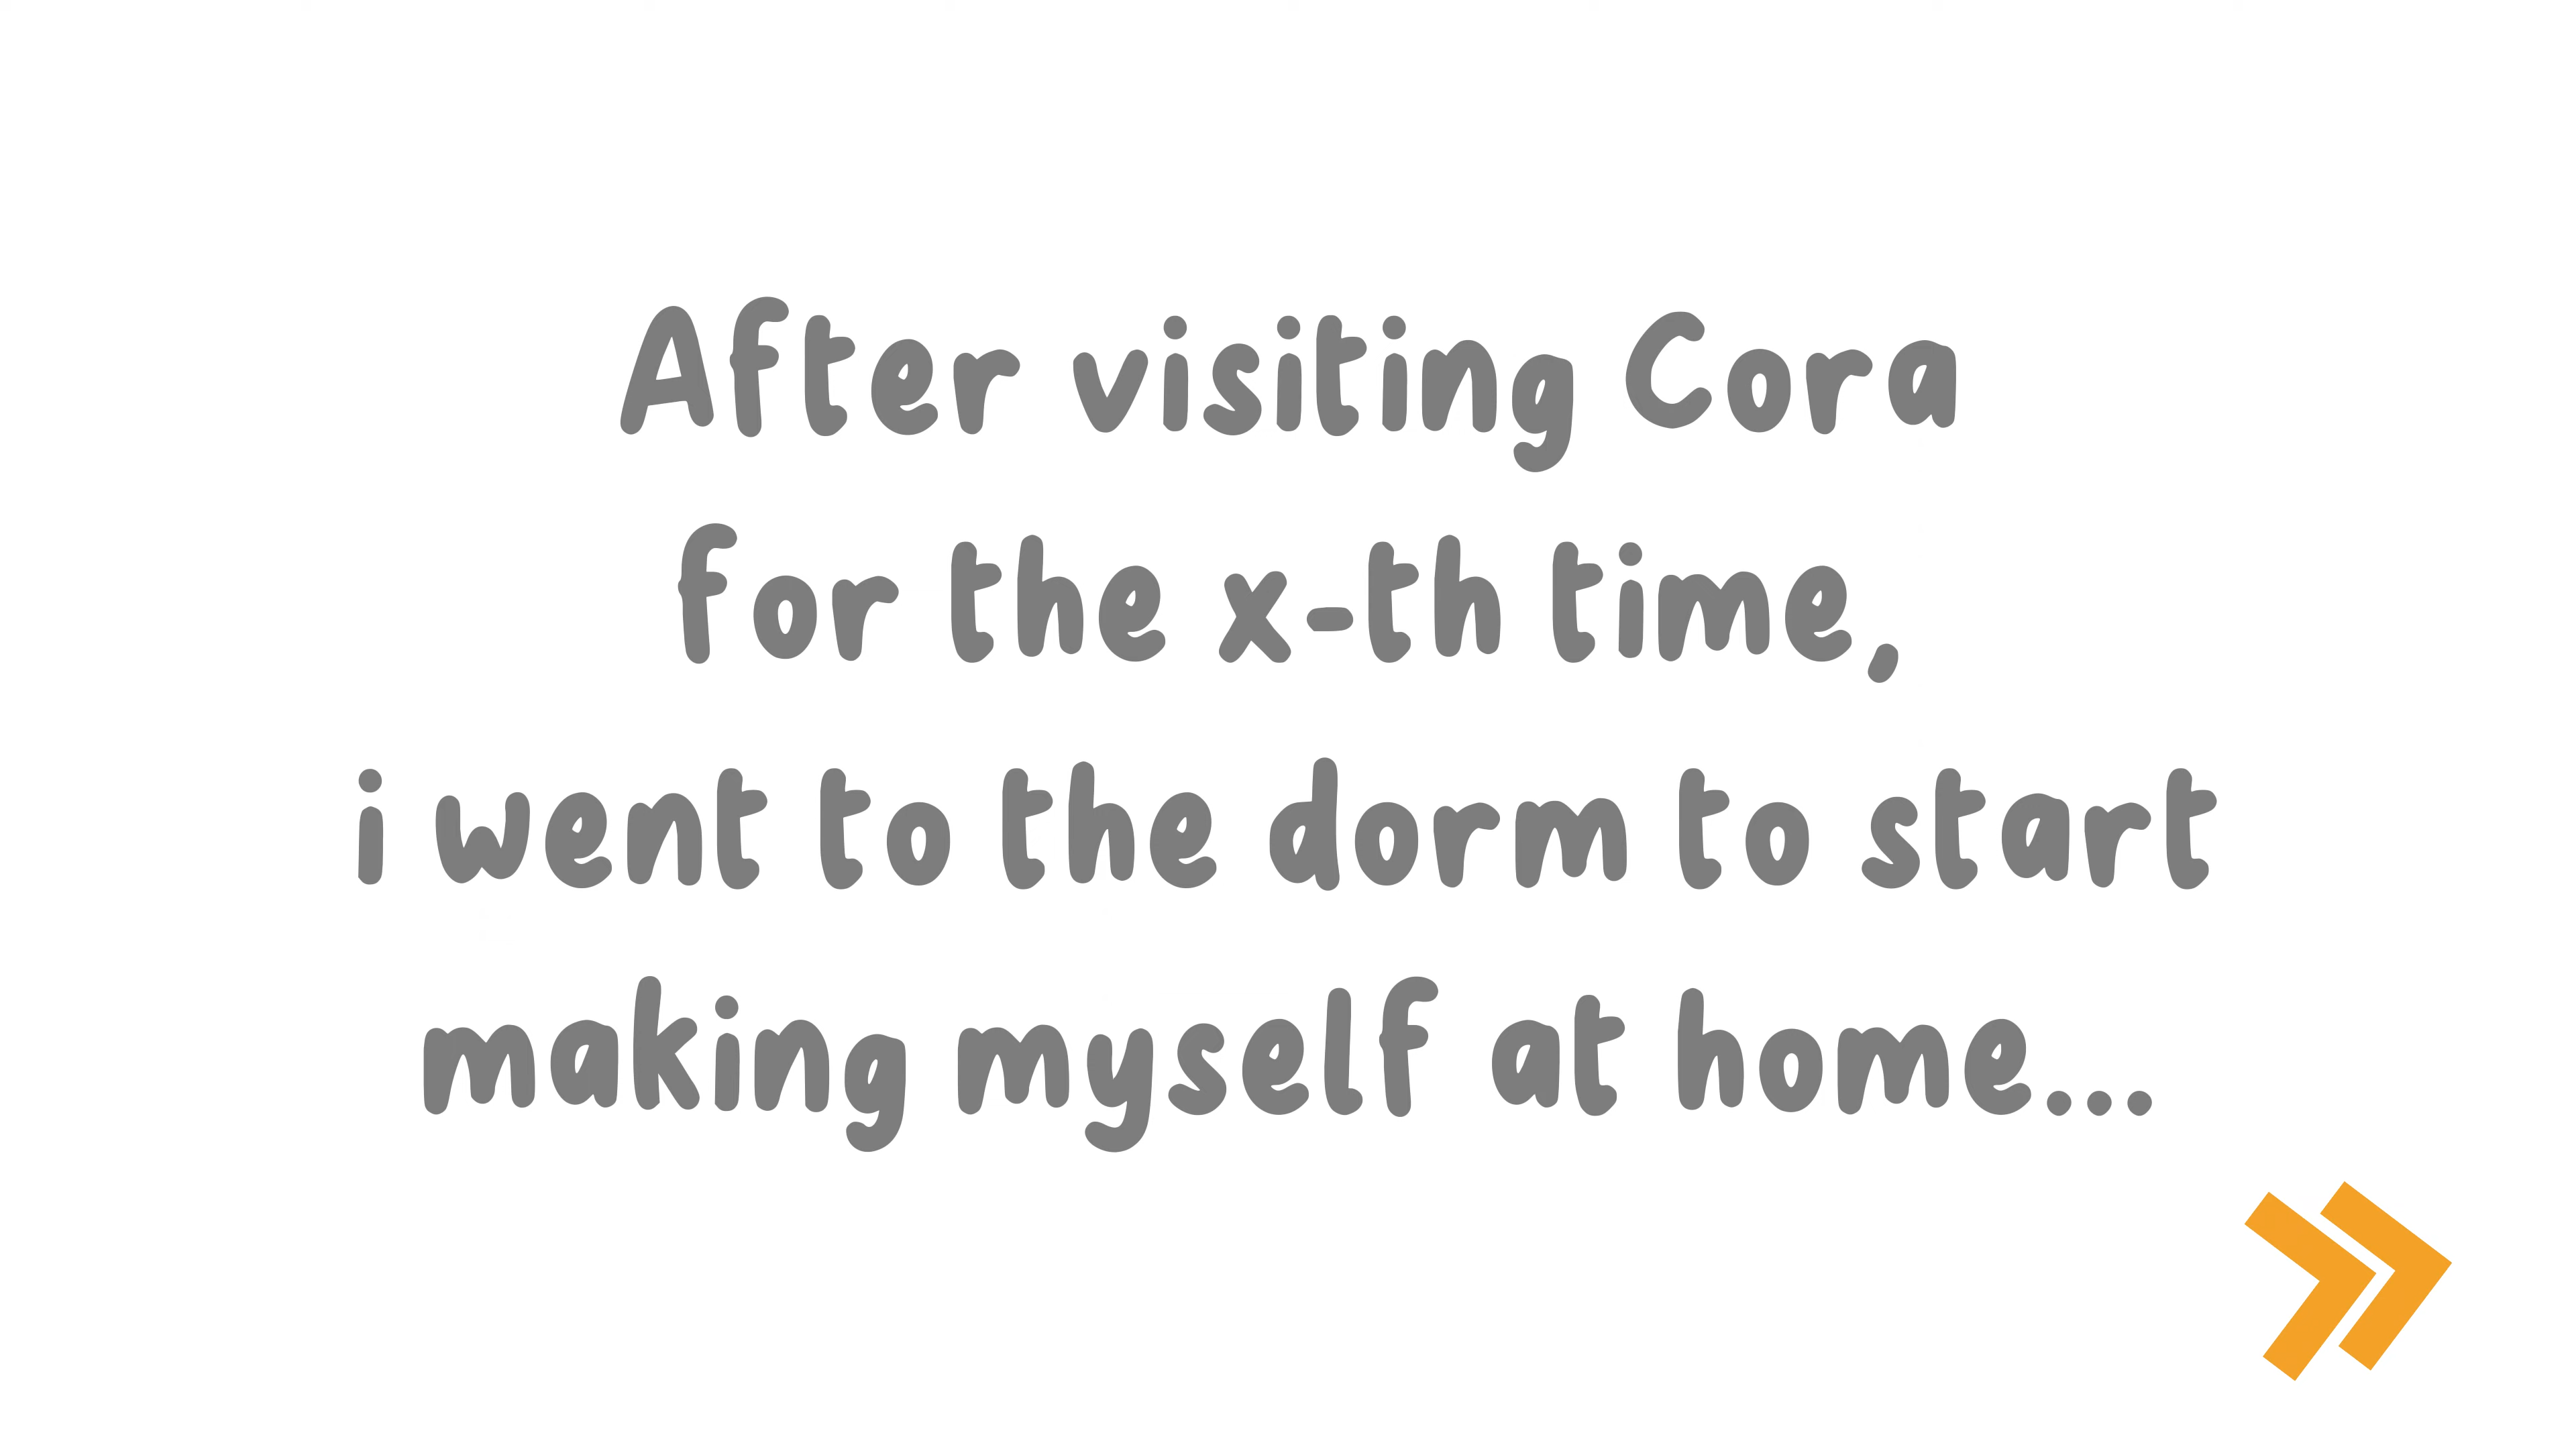 After visiting Cora
for the x-th time,
i went to the dorm to start
making myself at home...